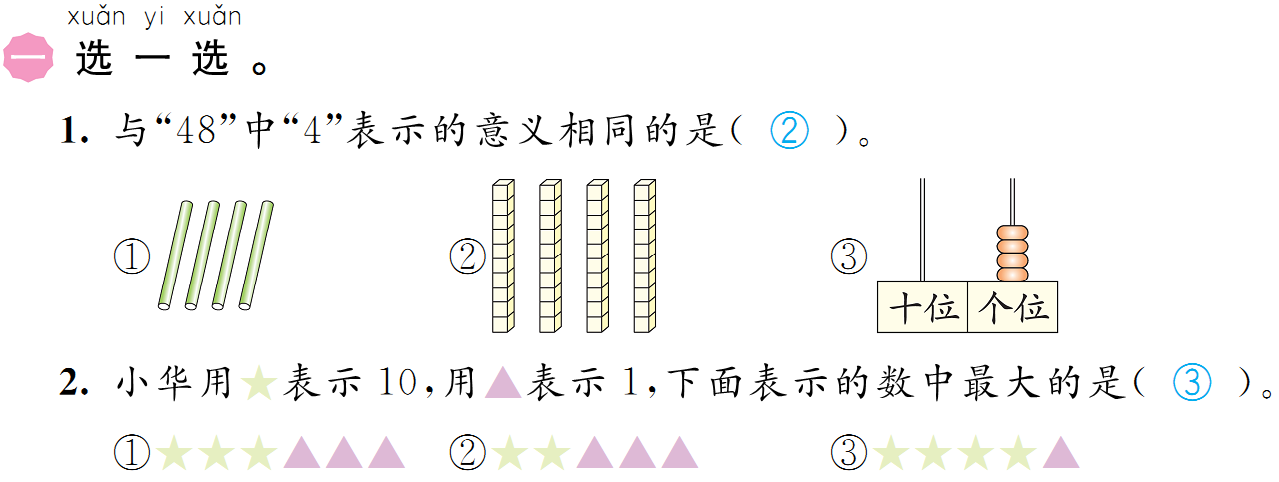 xuǎn yi xuǎn
一 选一选。
1. 与“48”中“4”表示的意义相同的是( ② )。
① ② ③
十位 个位
2. 小华用★表示10,用▲表示1,下面表示的数中最大的是( ③ )。
①★★★▲▲▲ ②★★▲▲▲ ③★★★★▲